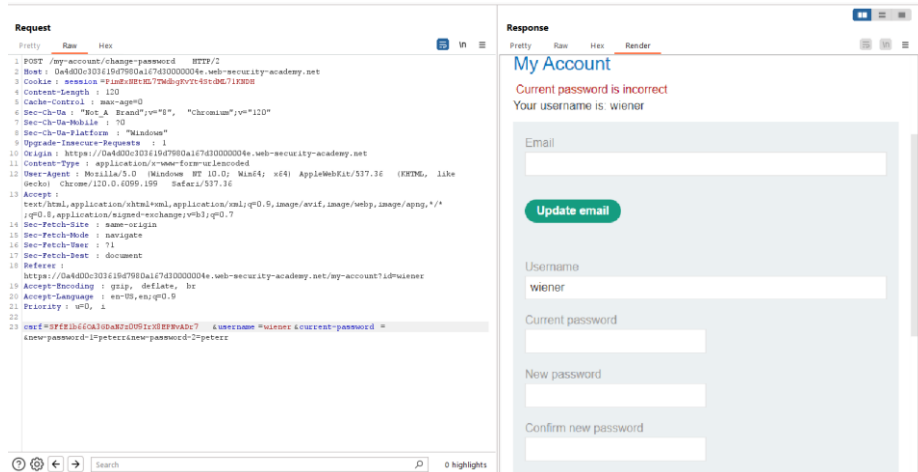 Request
Pretty Raw Hex
\n
1 POST /my-account/change-password HTTP/2
2 Host: 0a4d00c303619d7980a167d30000004e.web-security-academy.net
3 Cookie : session =
4 Content-Length : 120
5 Cache-Control : max-age=0
6 Sec-Ch-Ua : "Not_A Brand";v="8", "Chromium";v="120"
7 Sec-Ch-Ua-Mobile : ?0
8 Sec-Ch-Ua-Platform : "Windows"
9 Upgrade-Insecure-Requests : 1
10 Origin : https://0a4d00c303619d7980a167d30000004e.web-security-academy.net
11 Content-Type : application/x-www-form-urlencoded
12 User-Agent : Mozilla/5.0 (Windows NT 10.0; Win64; x64) AppleWebKit/537.36 (KHTML, like
Gecko) Chrome/120.0.6099.199 Safari/537.36
13 Accept :
text/html,application/xhtml+xml,application/xml;q=0.9,image/avif,image/webp,image/apng,*/*
;q=0.8,application/signed-exchange;v=b3;q=0.7
14 Sec-Fetch-Site : same-origin
15 Sec-Fetch-Mode : navigate
16 Sec-Fetch-User : ?1
17 Sec-Fetch-Dest : document
18 Referer :
https://0a4d00c303619d7980a167d30000004e.web-security-academy.net/my-account?id=wiener
19 Accept-Encoding : gzip, deflate, br
20 Accept-Language : en-US,en;q=0.9
21 Priority : u=0, i
22
23 csrf= &username =wiener &current-password =
&new-password-1=peterr&new-password-2=peterr
Search
0 highlights
Response
Pretty Raw Hex Render
\n
My Account
Current password is incorrect
Your username is: wiener
Email
Update email
Username
wiener
Current password
New password
Confirm new password